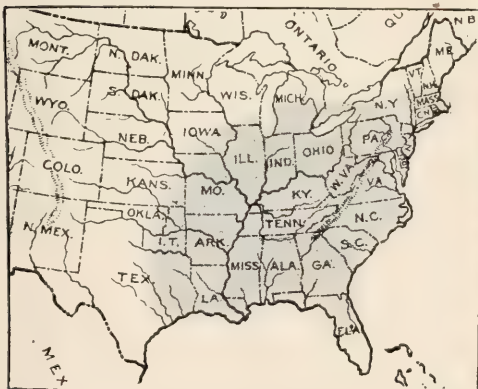 ONTARIO
QU
N B
ME.
MONT.
N. DAK.
MINN.
VT.
N.H.
WIS.
MICH.
N.Y.
MASS
S. DAK.
WYO.
IOWA
PA.
NEB.
ILL.
IND.
OHIO
W.VA.
VA.
COLO.
KANS.
MO.
KY.
N.C.
TENN.
OKLA.
I.T.
ARK.
S.C.
N. MEX.
MISS.
ALA.
GA.
TEX.
LA.
FLA.
MEX